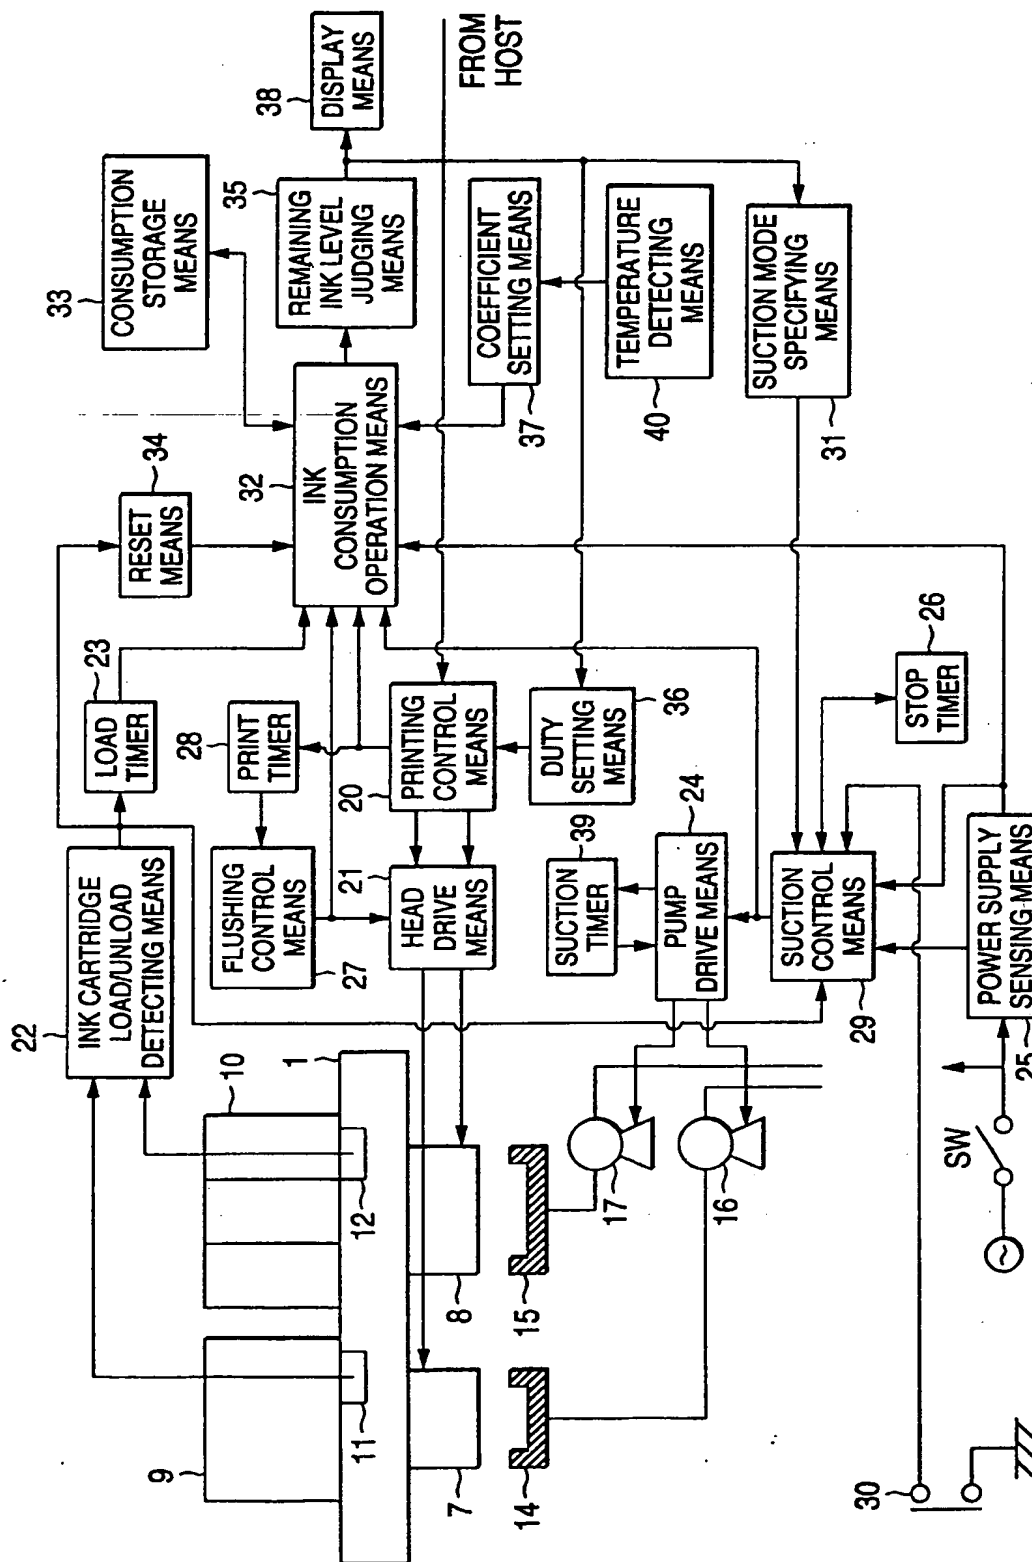 FROM
HOST
38
DISPLAY
MEANS
33
CONSUMPTION
STORAGE
MEANS
35
REMAINING
INK LEVEL
JUDGING
MEANS
COEFFICIENT
SETTING MEANS
37
TEMPERATURE
DETECTING
MEANS
40
SUCTION MODE
SPECIFYING
MEANS
31
34
RESET
MEANS
32
INK
CONSUMPTION
OPERATION MEANS
23
LOAD
TIMER
28
PRINT
TIMER
PRINTING
CONTROL
MEANS
20
DUTY
SETTING
MEANS
36
26
STOP
TIMER
22
INK CARTRIDGE
LOAD/UNLOAD
DETECTING MEANS
FLUSHING
CONTROL
MEANS
27
21
HEAD
DRIVE
MEANS
39
SUCTION
TIMER
24
PUMP
DRIVE MEANS
SUCTION
CONTROL
MEANS
29
POWER SUPPLY
SENSING MEANS
25
10
1
12
8
15
17
16
SW
9
11
7
14
30